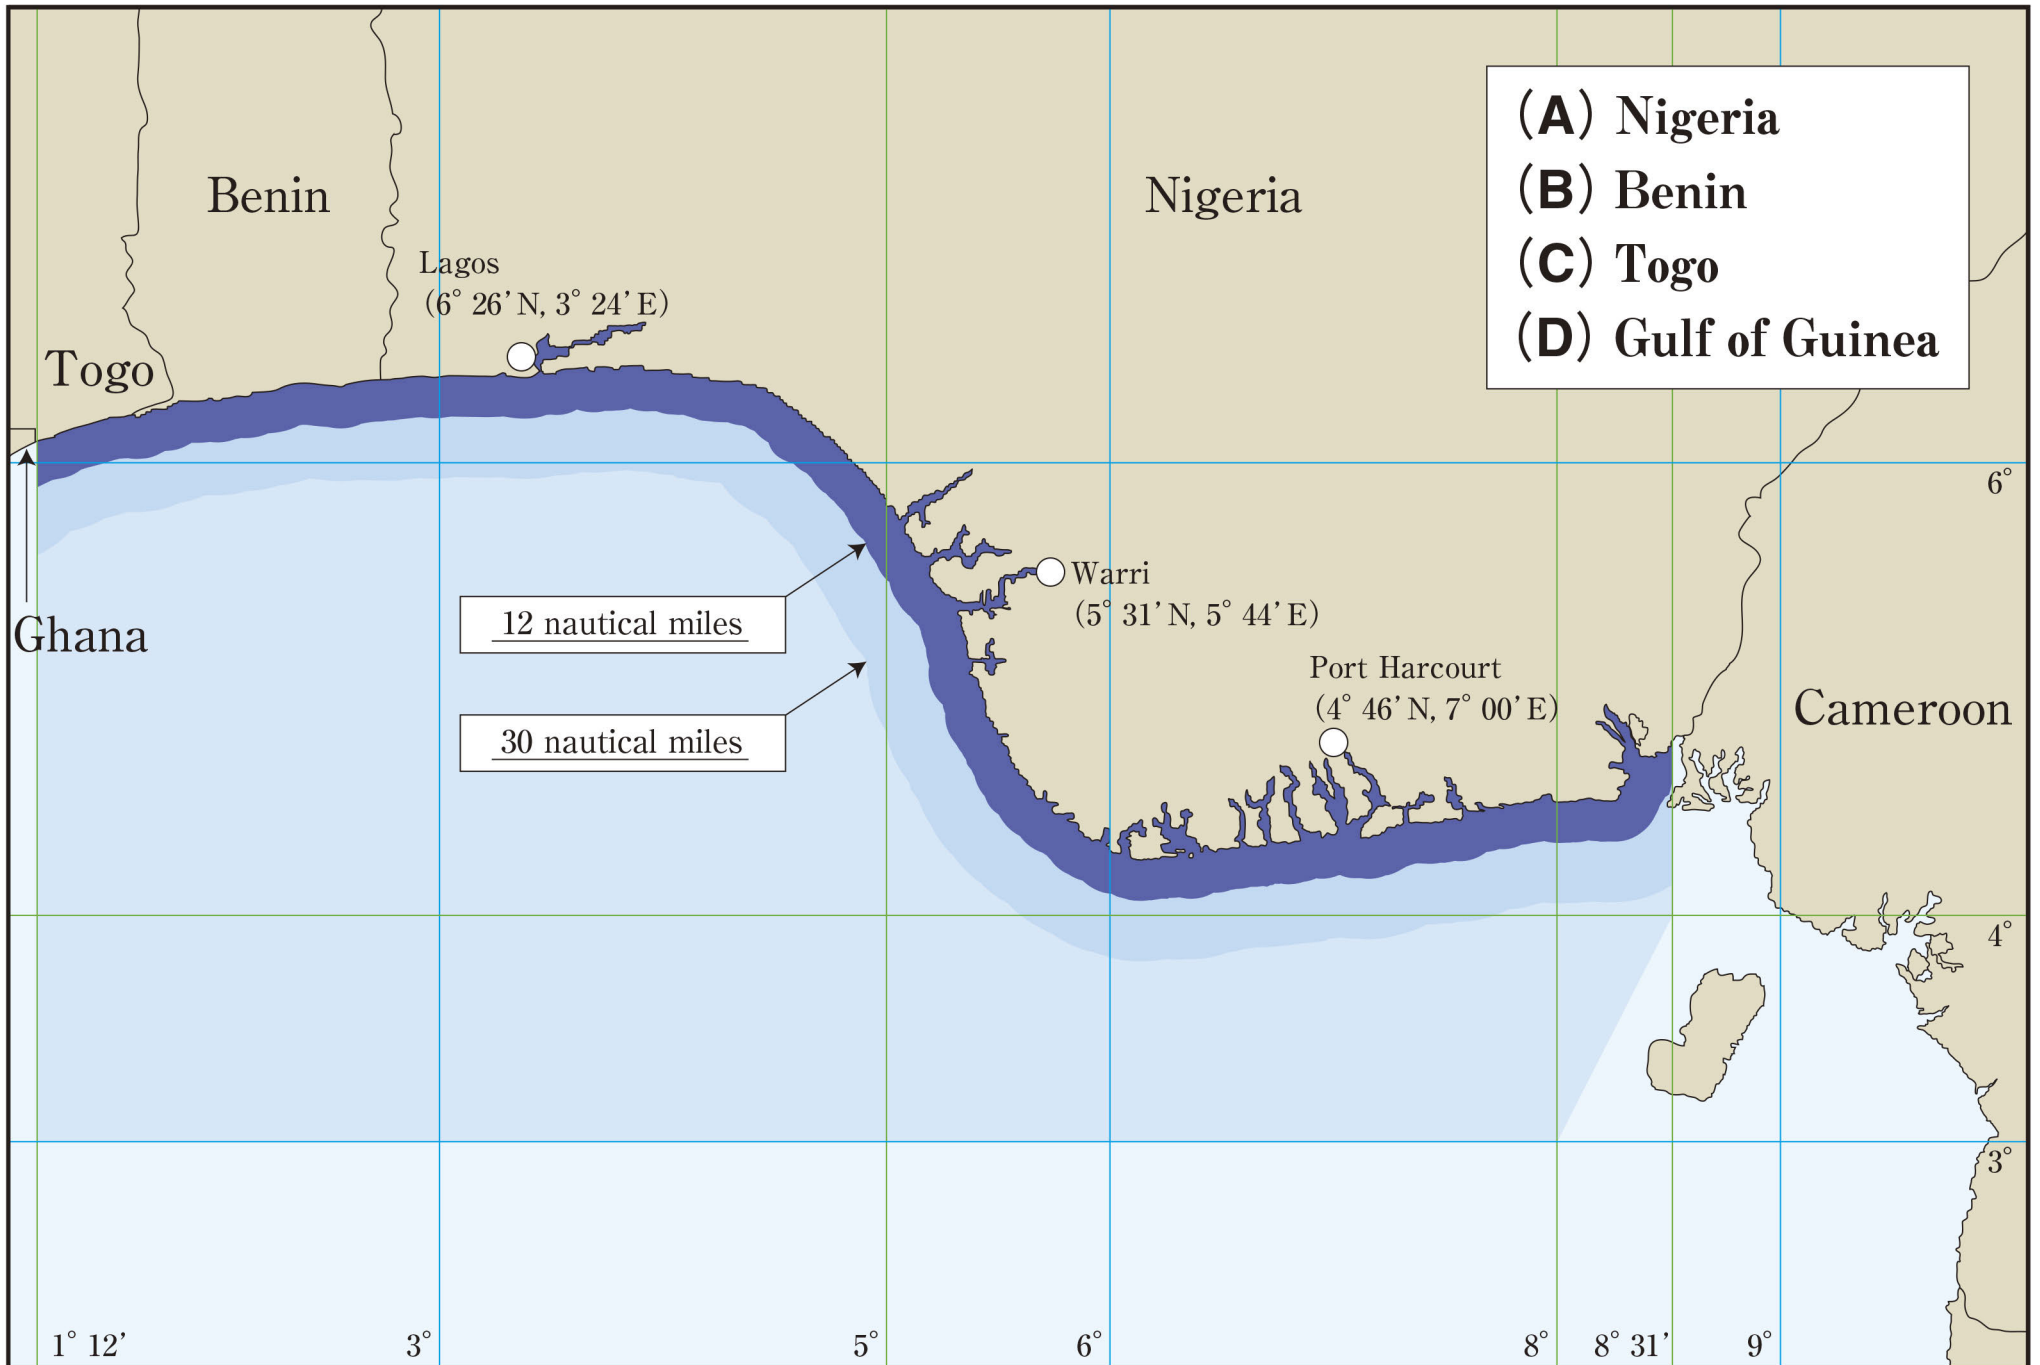 (A) Nigeria
(B) Benin
(C) Togo
(D) Gulf of Guinea
Benin
Nigeria
Lagos
(6° 26’ N, 3° 24’ E)
Togo
6°
Warri
(5° 31’ N, 5° 44’ E)
12 nautical miles
Ghana
Port Harcourt
(4° 46’ N, 7° 00’ E)
Cameroon
30 nautical miles
4°
3°
1° 12’
3°
5°
6°
8°
8° 31’
9°